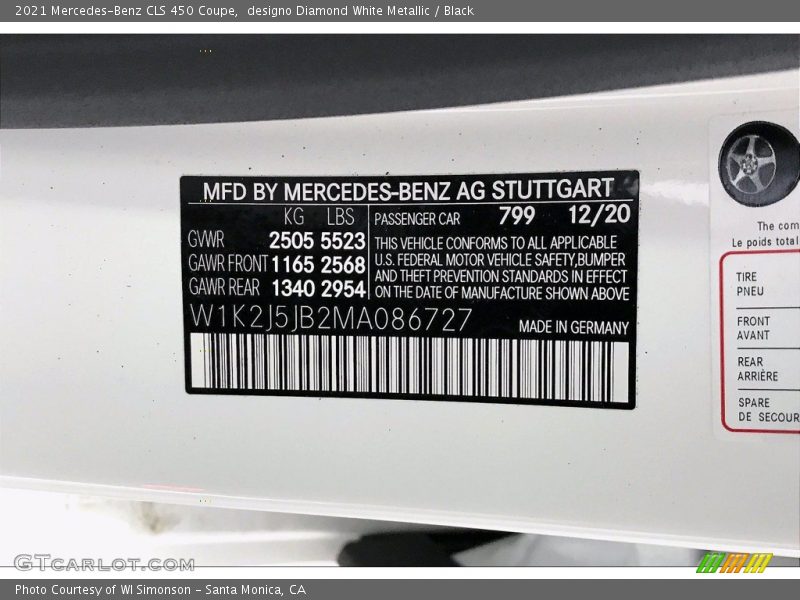 2021 Mercedes-Benz CLS 450 Coupe,  designo Diamond White Metallic / Black
MFD BY MERCEDES-BENZ AG STUTTGART
KG LBS PASSENGER CAR 799 12/20
GVWR 2505 5523
GAWR FRONT 1165 2568
GAWR REAR 1340 2954
THIS VEHICLE CONFORMS TO ALL APPLICABLE
U.S. FEDERAL MOTOR VEHICLE SAFETY,BUMPER
AND THEFT PREVENTION STANDARDS IN EFFECT
ON THE DATE OF MANUFACTURE SHOWN ABOVE
W1K2J5JB2MA086727
MADE IN GERMANY
The com
Le poids total
TIRE
PNEU
FRONT
AVANT
REAR
ARRIÈRE
SPARE
DE SECOUR
GTCARLOT.COM
Photo Courtesy of WI Simonson - Santa Monica, CA